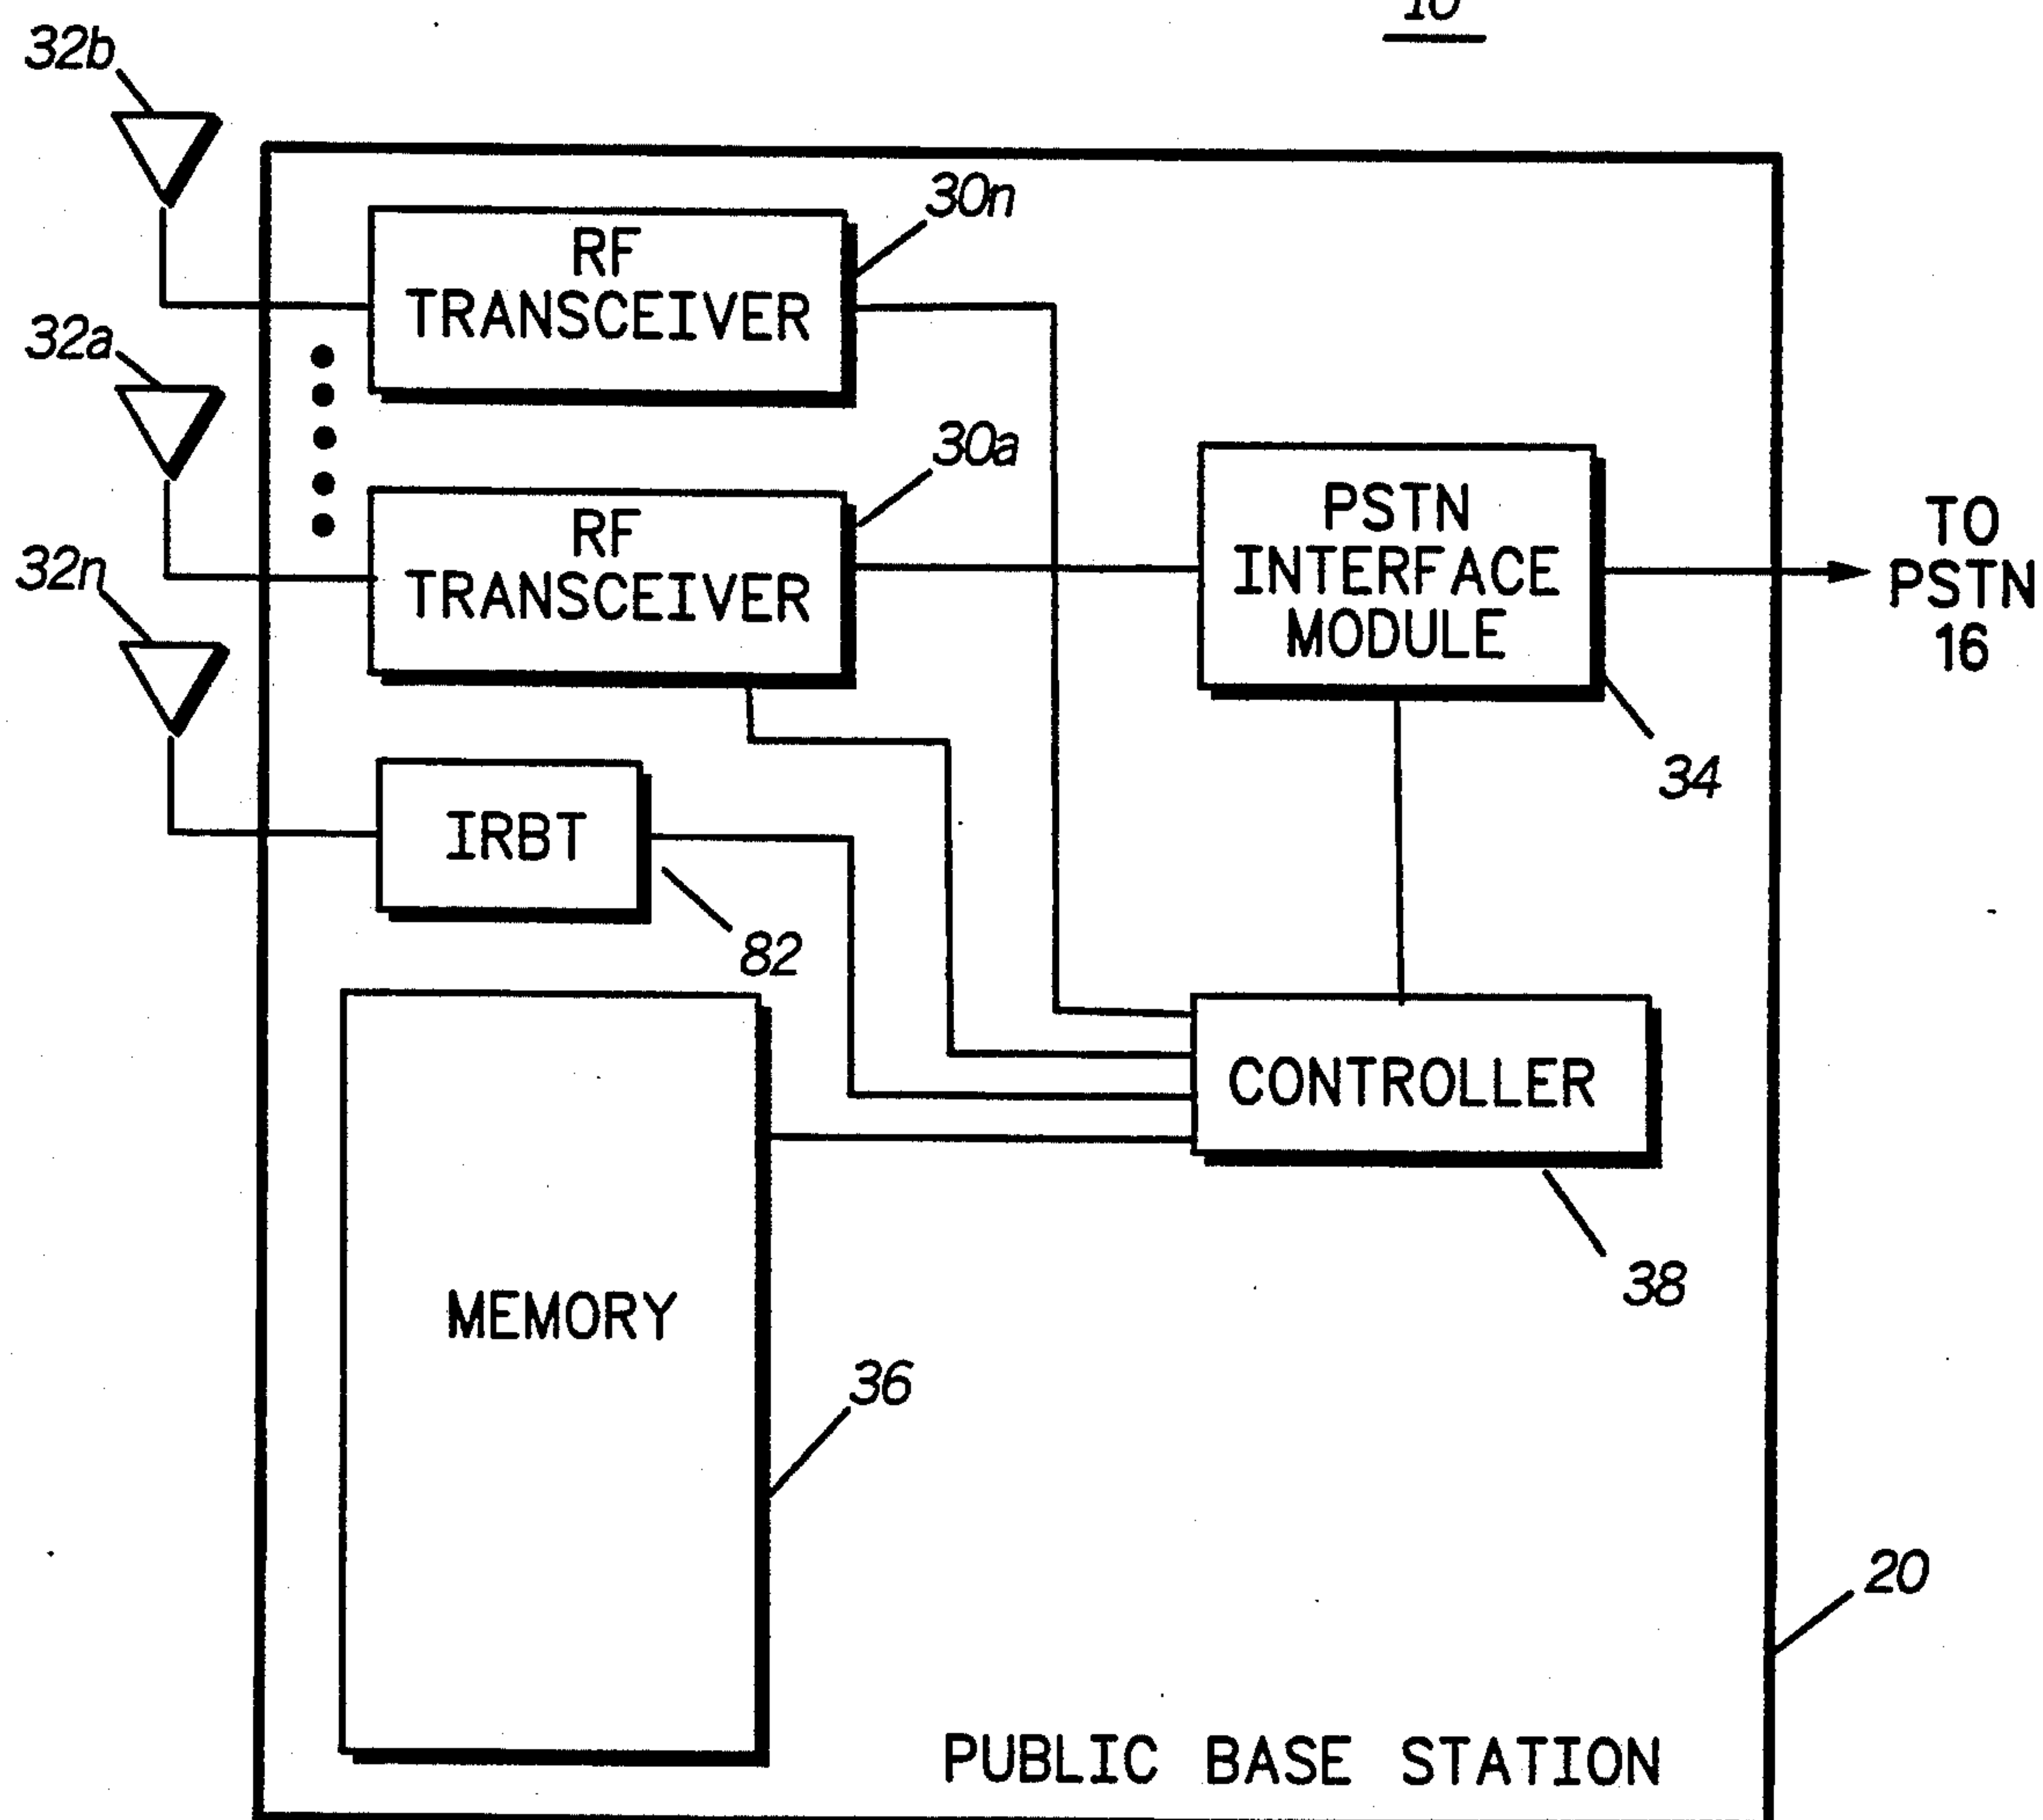 10
32b
30n
RF
TRANSCEIVER
32a
30a
RF
TRANSCEIVER
PSTN
INTERFACE
MODULE
TO
PSTN
16
32n
34
IRBT
82
CONTROLLER
38
MEMORY
36
20
PUBLIC BASE STATION